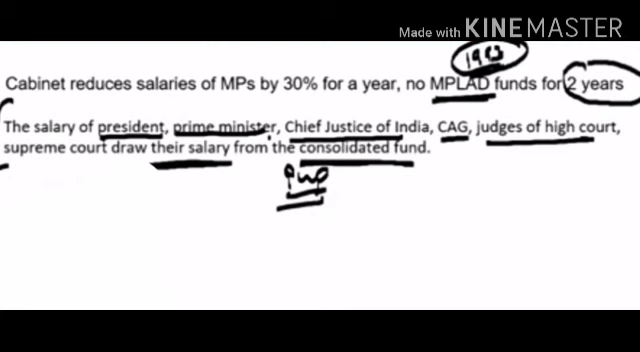 Made with KINEMASTER
1993
Cabinet reduces salaries of MPs by 30% for a year, no MPLAD funds for 2 years
The salary of president, prime minister, Chief Justice of India, CAG, judges of high court,
supreme court draw their salary from the consolidated fund.